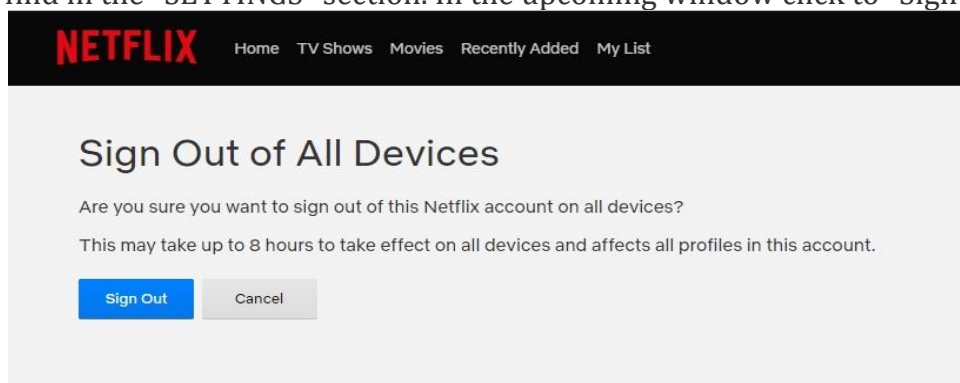 find in the "SETTINGS" section. In the upcoming window click to "Sign
NETFLIX Home TV Shows Movies Recently Added My List
Sign Out of All Devices
Are you sure you want to sign out of this Netflix account on all devices?
This may take up to 8 hours to take effect on all devices and affects all profiles in this account.
Sign Out Cancel